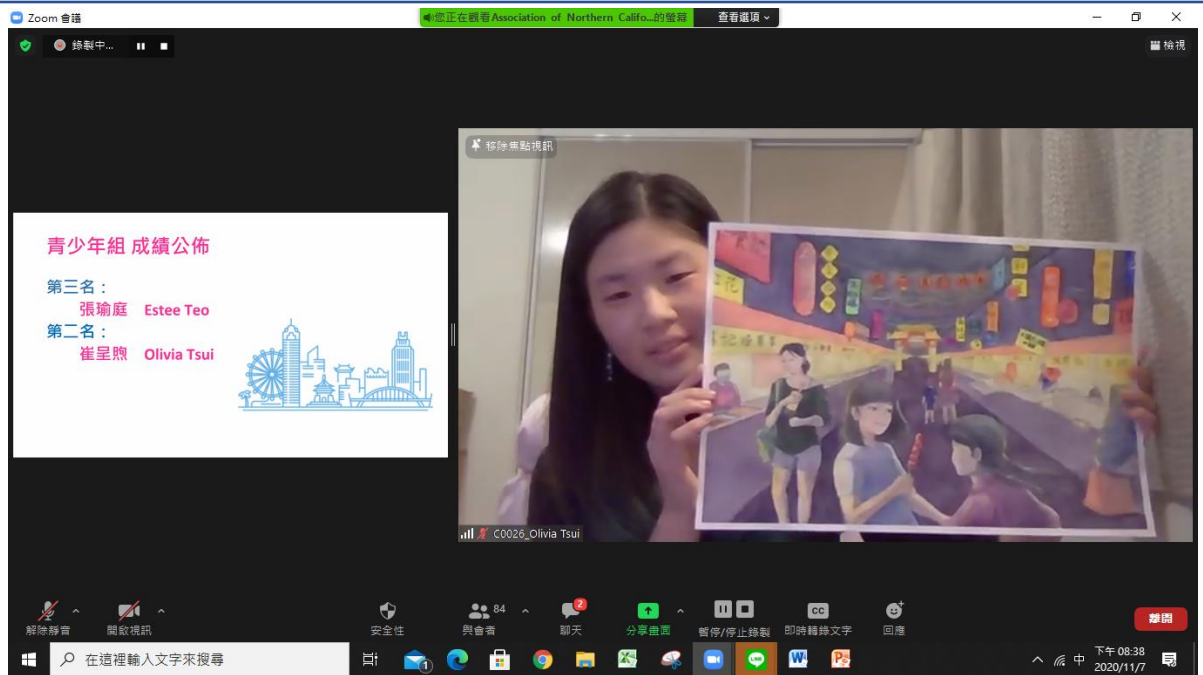 Zoom 會議
您正在觀看Association of Northern Califo...的螢幕
查看選項
錄製中...
檢視
移除焦點視訊
青少年組 成績公佈
第三名：
張瑜庭 Estee Teo
第二名：
崔呈煦 Olivia Tsui
C0026_Olivia Tsui
解除靜音
開啟視訊
安全性
84
與會者
2
聊天
分享畫面
暫停/停止錄製
CC
即時轉錄文字
回應
離開
在這裡輸入文字來搜尋
1
LINE
中
下午 08:38
2020/11/7